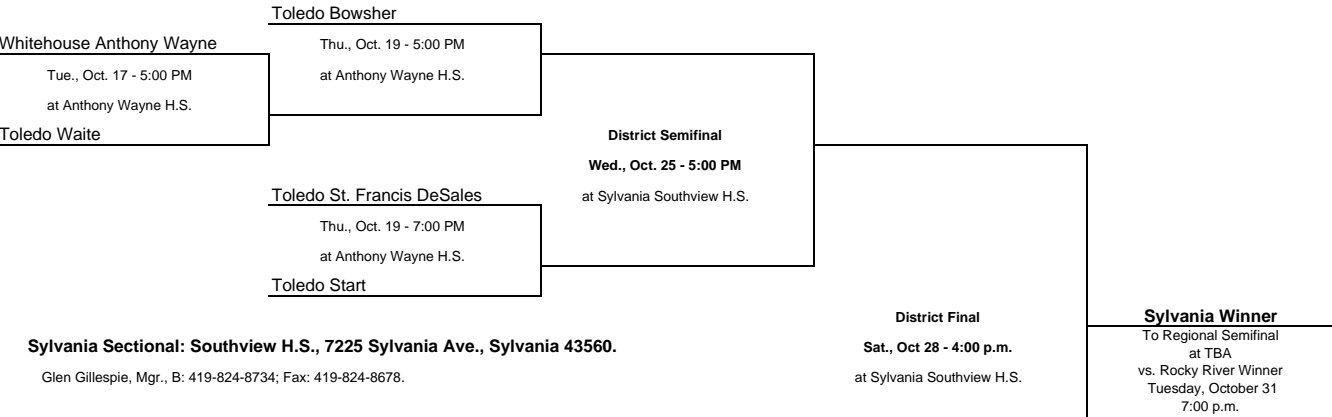 Toledo Bowsher
Whitehouse Anthony Wayne
Thu., Oct. 19 - 5:00 PM
Tue., Oct. 17 - 5:00 PM
at Anthony Wayne H.S.
at Anthony Wayne H.S.
Toledo Waite
District Semifinal
Wed., Oct. 25 - 5:00 PM
Toledo St. Francis DeSales
at Sylvania Southview H.S.
Thu., Oct. 19 - 7:00 PM
at Anthony Wayne H.S.
Toledo Start
District Final
Sylvania Winner
To Regional Semifinal
Sylvania Sectional: Southview H.S., 7225 Sylvania Ave., Sylvania 43560.
Sat., Oct 28 - 4:00 p.m.
at TBA
vs. Rocky River Winner
Glen Gillespie, Mgr., B: 419-824-8734; Fax: 419-824-8678.
at Sylvania Southview H.S.
Tuesday, October 31
7:00 p.m.